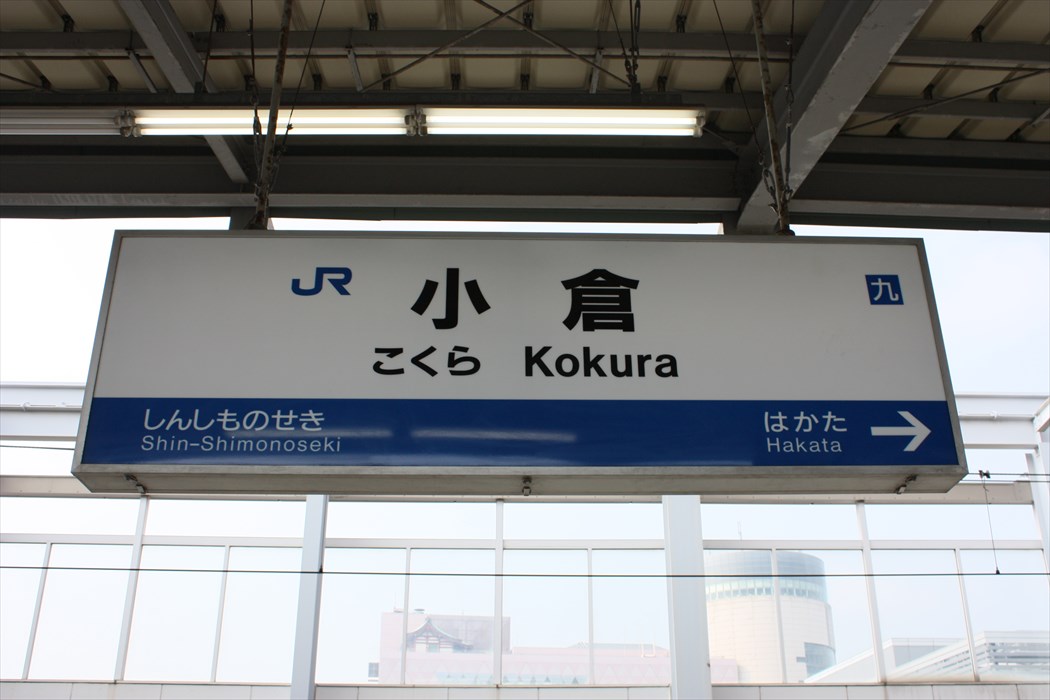 JR 小倉 九
こくら Kokura
しんしものせき はかた →
Shin-Shimonoseki Hakata